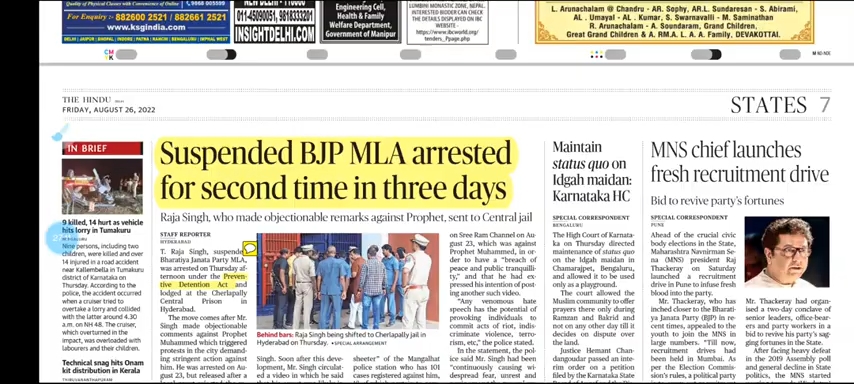 Quality of Physical Classes with Convenience of Online
9868-005599
For Enquiry :- 8826002521 / 8826612521
www.ksgindia.com
DELHI | JAIPUR | BHOPAL | INDORE | PATNA | RANCHI | BENGALURU | IMPHAL WEST
NEW DELHI - 110060
011-45090051, 9818333201
INSIGHTDELHI.COM
Engineering Cell,
Health & Family
Welfare Department,
Government of Manipur
LOMBINI MONASTIC ZONE, NEPAL.
INTERESTED BIDDER CAN CHECK
THE DETAILS DISPLAYED ON IBC
WEBSITE -
https://www.ibcworld.org/
tenders_7page.php
L. Arunachalam @ Chandru - AR. Sophy, AR.L. Sundaresan - S. Abirami,
AL . Umayal - AL . Kumar, S. Swarnavalli - M. Saminathan
R. Arunachalam - A. Soundaram, Grand Children,
Great Grand Children & A. RM.A. L. A. A. Family, DEVAKOTTAI.
CM
K
M ND-NDE
THE HINDU
FRIDAY, AUGUST 26, 2022
STATES 7
IN BRIEF
9 killed, 14 hurt as vehicle
hits lorry in Tumakuru
BENGALURU
Nine persons, including two
children, were killed and over
14 injured in a road accident
near Kallembella in Tumakuru
district of Karnataka on
Thursday. According to the
police, the accident occurred
when a cruiser tried to
overtake a lorry and collided
with the latter around 4.30
a.m. on NH 48. The cruiser,
which overturned in the
impact, was overloaded with
labourers and their children.
Technical snag hits Onam
kit distribution in Kerala
THIRUVANANTHAPURAM
Suspended BJP MLA arrested
for second time in three days
Raja Singh, who made objectionable remarks against Prophet, sent to Central jail
STAFF REPORTER
HYDERABAD
T. Raja Singh, suspended
Bharatiya Janata Party MLA,
was arrested on Thursday af-
ternoon under the Preven-
tive Detention Act and
lodged at the Cherlapally
Central Prison in
Hyderabad.
The move comes after Mr.
Singh made objectionable
comments against Prophet
Muhammed which triggered
protests in the city demand-
ing stringent action against
him. He was arrested on Au-
gust 23, but released after a
Behind bars: Raja Singh being shifted to Cherlapally jail in
Hyderabad on Thursday. • SPECIAL ARRANGEMENT
Singh. Soon after this deve-
lopment, Mr. Singh circulat-
ed a video in which he said
sheeter” of the Mangalhat
police station who has 101
cases registered against him,
on Sree Ram Channel on Au-
gust 23, which was against
Prophet Muhammed, in or-
der to have a “breach of
peace and public tranquilli-
ty,” and that he had ex-
pressed his intention of post-
ing another such video.
“Any venomous hate
speech has the potential of
provoking individuals to
commit acts of riot, indis-
criminate violence, terro-
rism, etc,” the police stated.
In the statement, the po-
lice said Mr. Singh had been
“continuously causing wi-
despread fear, unrest and
Maintain
status quo on
Idgah maidan:
Karnataka HC
SPECIAL CORRESPONDENT
BENGALURU
The High Court of Karnata-
ka on Thursday directed
maintenance of status quo
on the Idgah maidan in
Chamarajpet, Bengaluru,
and allowed it to be used
only as a playground.
The court allowed the
Muslim community to offer
prayers there only during
Ramzan and Bakrid and
not on any other day till it
decides on dispute over
the land.
Justice Hemant Chan-
dangoudar passed an inte-
rim order on a petition
filed by the Karnataka State
MNS chief launches
fresh recruitment drive
Bid to revive party’s fortunes
SPECIAL CORRESPONDENT
PUNE
Ahead of the crucial civic
body elections in the State,
Maharashtra Navnirman Se-
na (MNS) president Raj
Thackeray on Saturday
launched a recruitment
drive in Pune to infuse fresh
blood into the party.
Mr. Thackeray, who has
inched closer to the Bharati-
ya Janata Party (BJP) in re-
cent times, appealed to the
youth to join the MNS in
large numbers. “Till now,
recruitment drives had
been held in Mumbai. As
per the Election Commis-
sion’s rules, a political party
Mr. Thackeray had organ-
ised a two-day conclave of
senior leaders, office-bear-
ers and party workers in a
bid to revive his party’s sag-
ging fortunes in the State.
After facing heavy defeat
in the 2019 Assembly poll
and general decline in State
politics, the MNS started